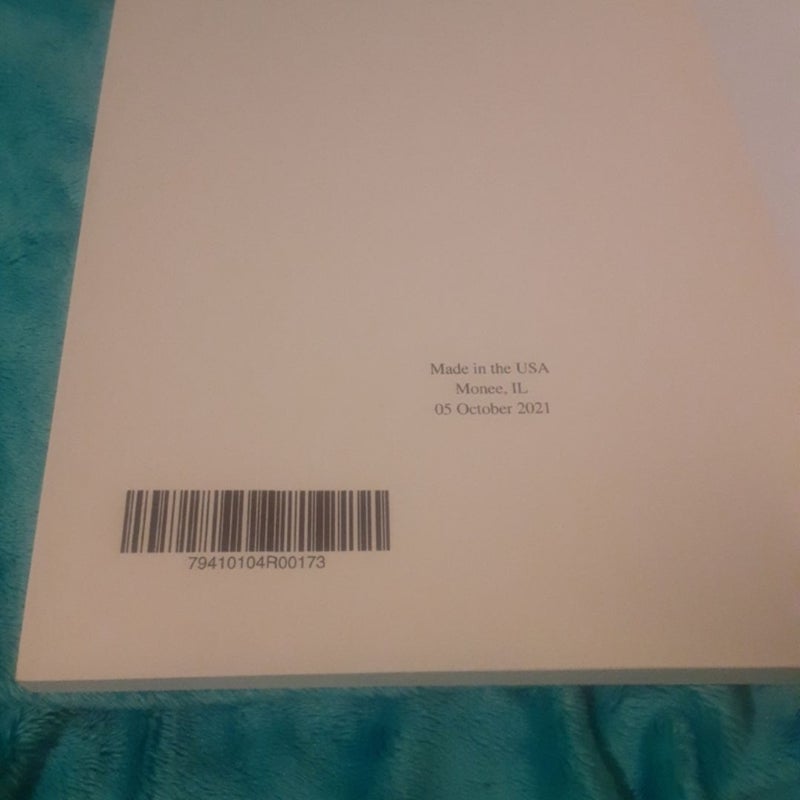 Made in the USA
Monee, IL
05 October 2021
79410104R00173